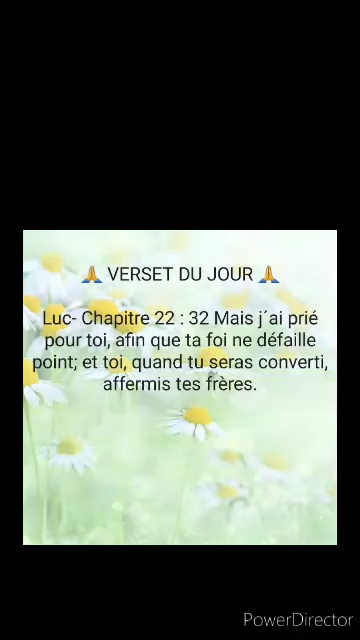 🙏 VERSET DU JOUR 🙏
Luc- Chapitre 22 : 32 Mais j´ai prié
pour toi, afin que ta foi ne défaille
point; et toi, quand tu seras converti,
affermis tes frères.
PowerDirector